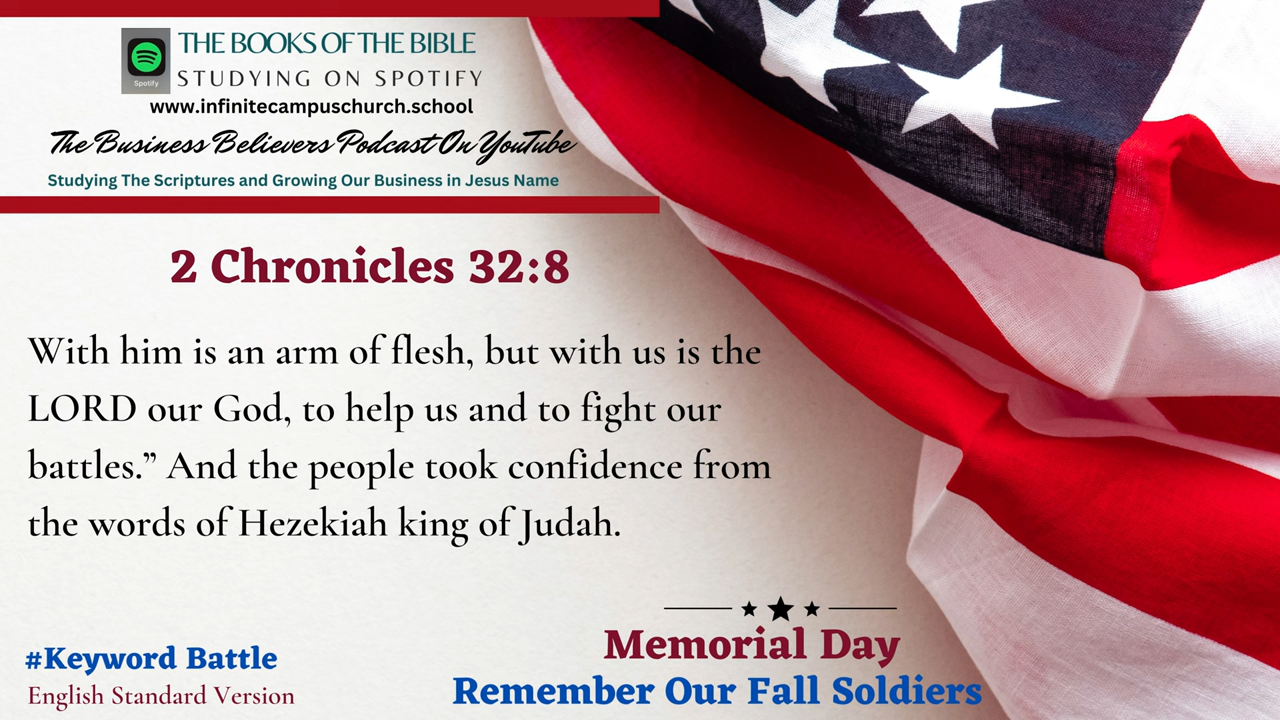 THE BOOKS OF THE BIBLE
Spotify
STUDYING ON SPOTIFY
www.infinitecampuschurch.school
The Business Believers Podcast On YouTube
Studying The Scriptures and Growing Our Business in Jesus Name
2 Chronicles 32:8
With him is an arm of flesh, but with us is the
LORD our God, to help us and to fight our
battles.” And the people took confidence from
the words of Hezekiah king of Judah.
#Keyword Battle
English Standard Version
Memorial Day
Remember Our Fall Soldiers